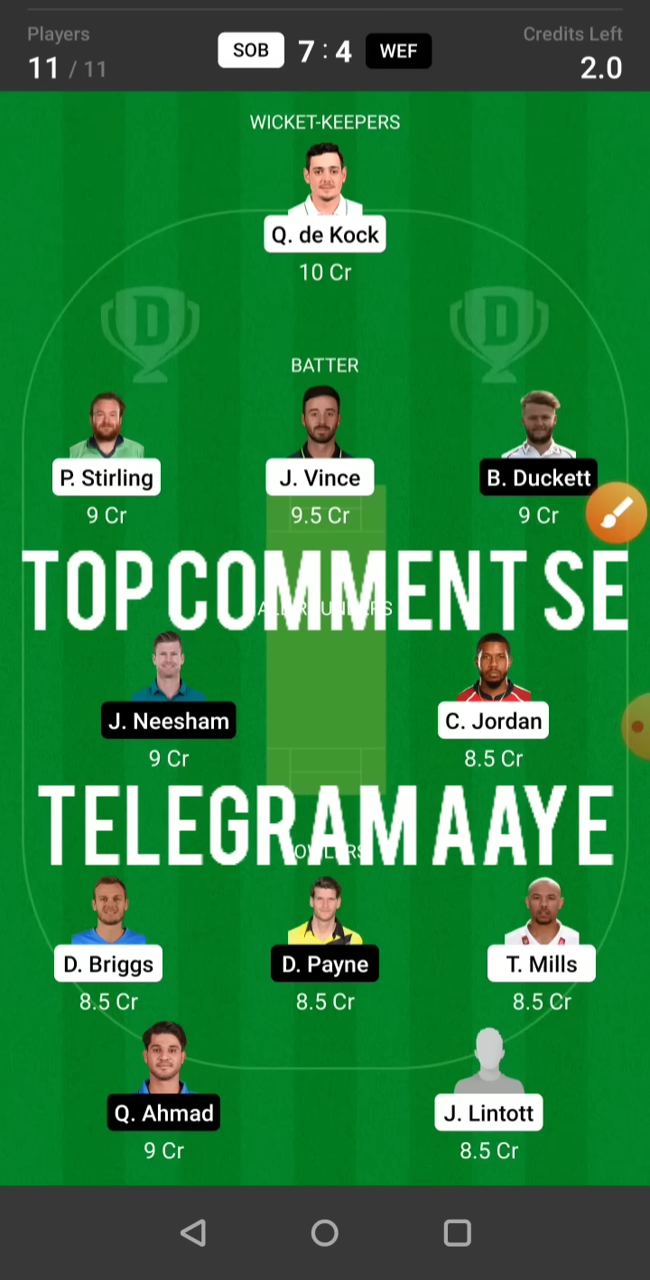 Players
Credits Left
11 / 11
SOB 7 : 4 WEF
2.0
WICKET-KEEPERS
Q. de Kock
10 Cr
BATTER
P. Stirling J. Vince B. Duckett
9 Cr 9.5 Cr 9 Cr
TOP COMMENT SE
J. Neesham C. Jordan
9 Cr 8.5 Cr
TELEGRAM AAYE
D. Briggs D. Payne T. Mills
8.5 Cr 8.5 Cr 8.5 Cr
Q. Ahmad J. Lintott
9 Cr 8.5 Cr